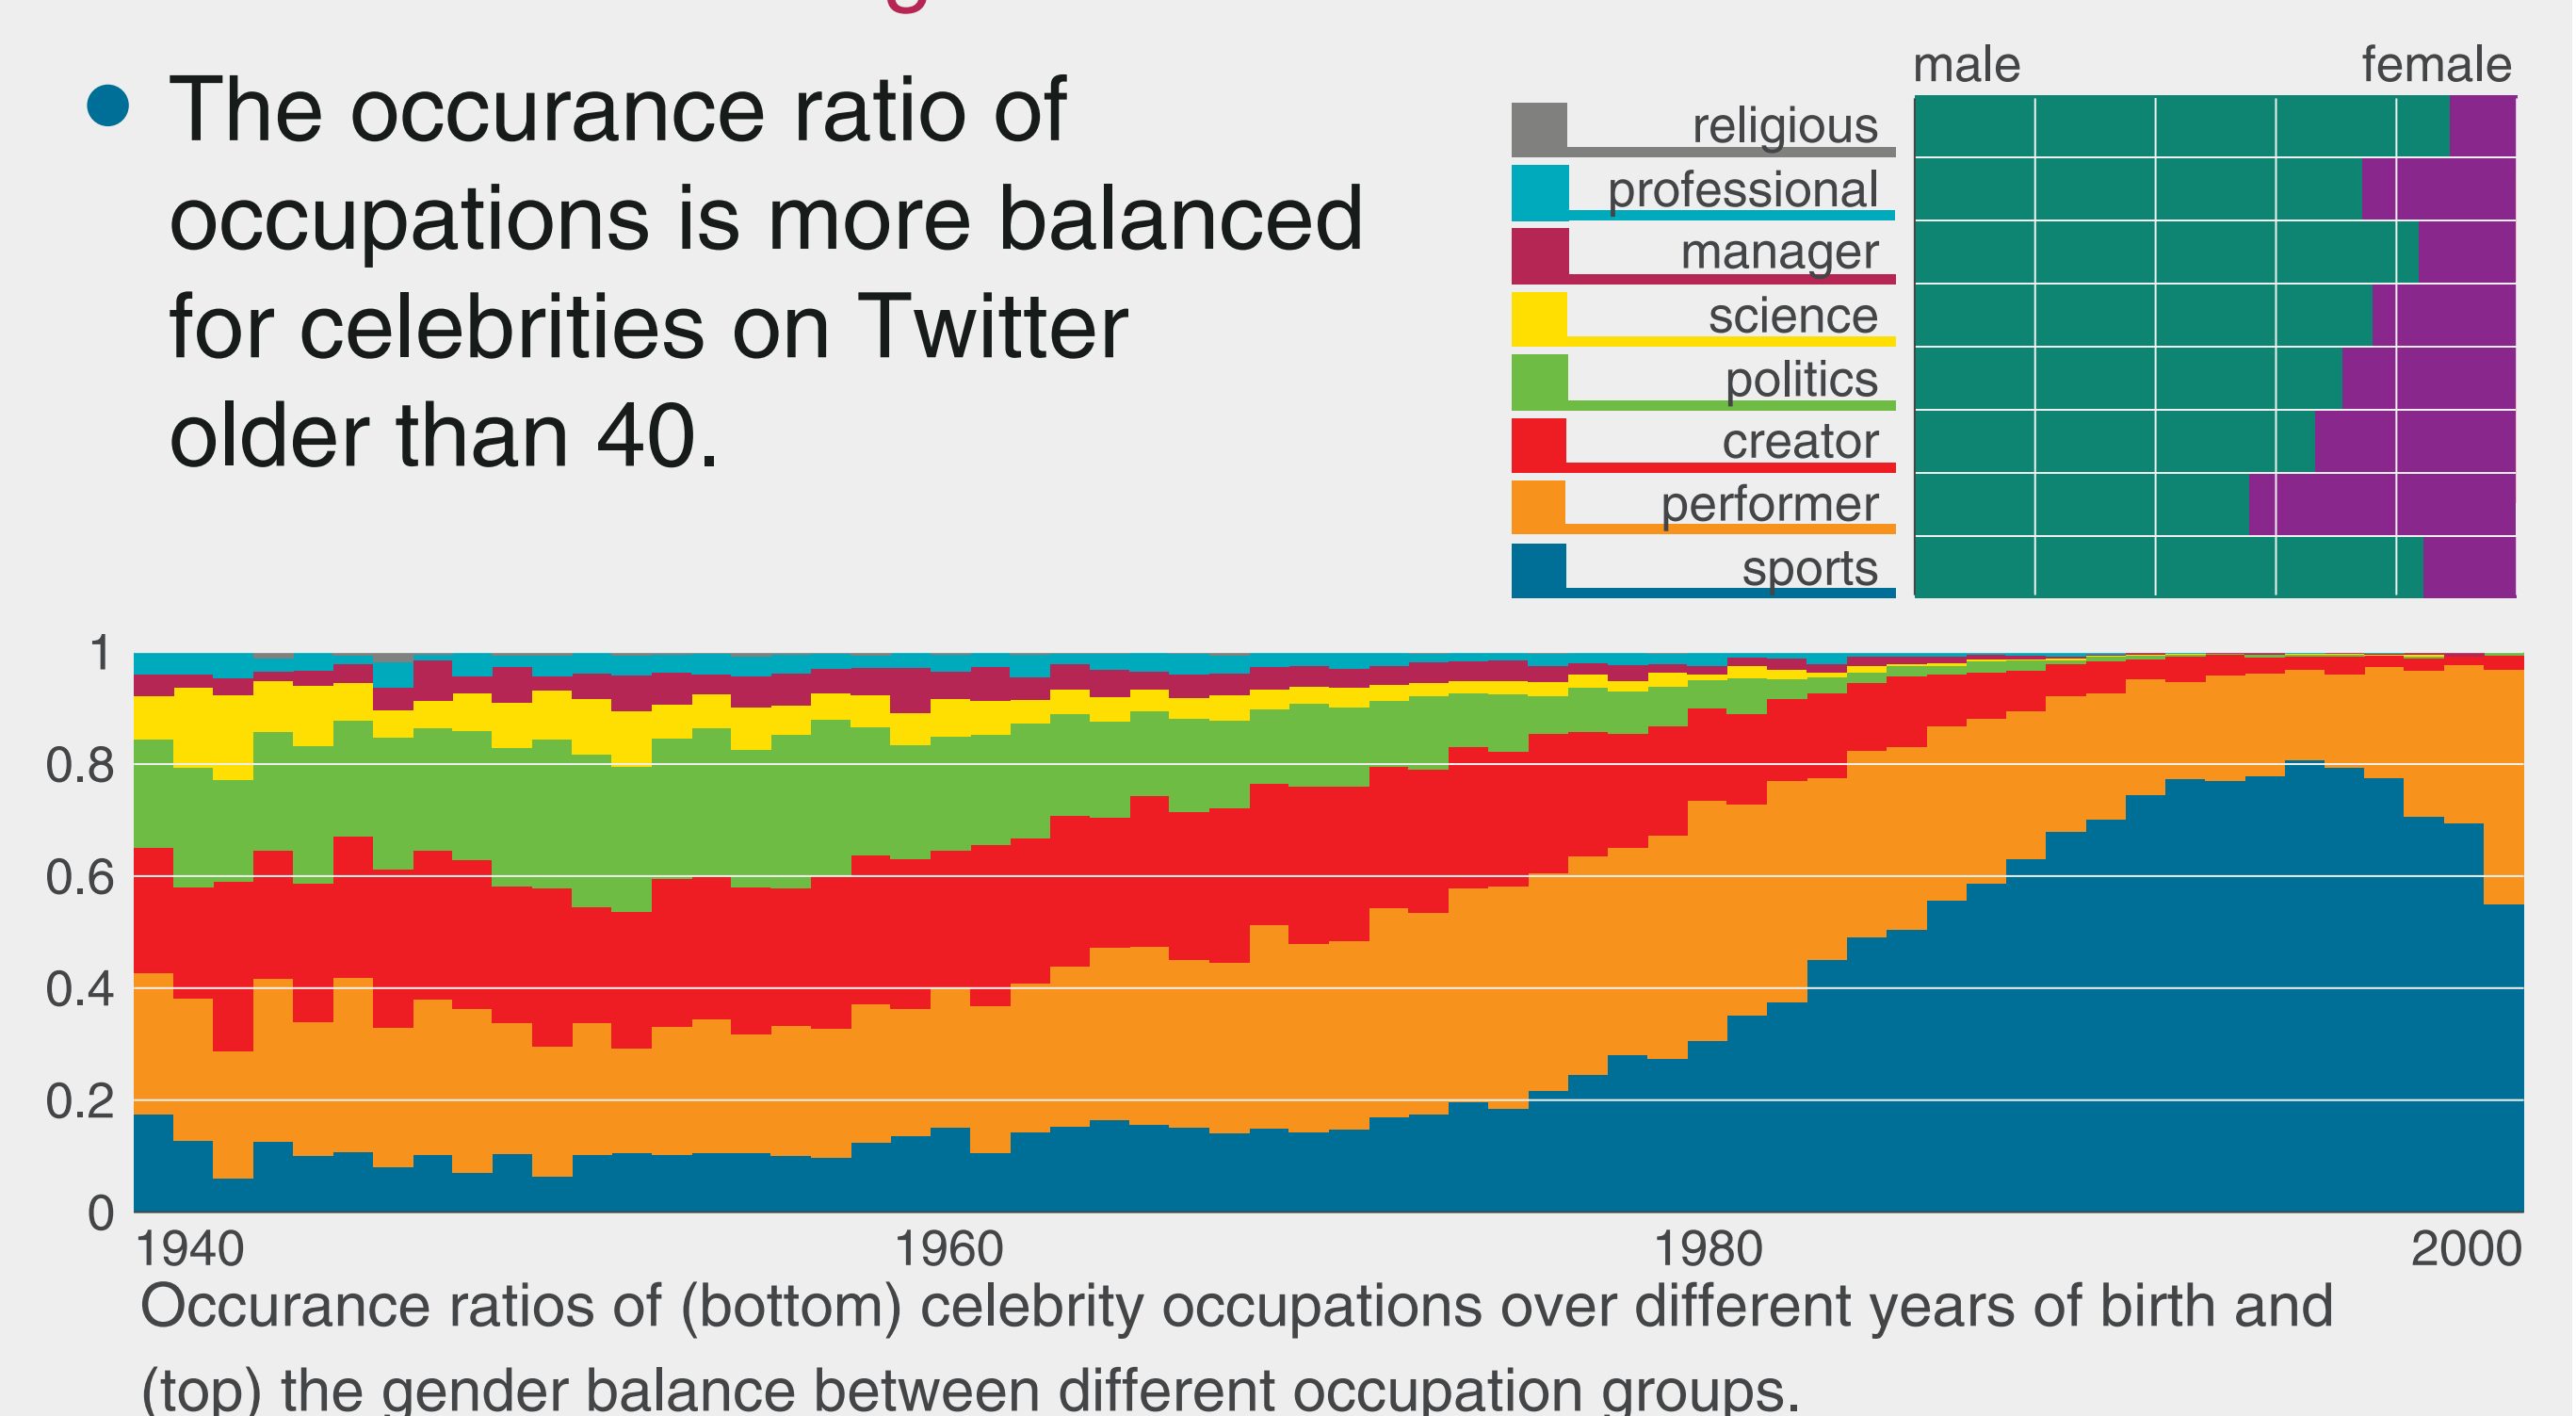 The occurance ratio of
occupations is more balanced
for celebrities on Twitter
older than 40.
male female
religious
professional
manager
science
politics
creator
performer
sports
1
0.8
0.6
0.4
0.2
0
1940 1960 1980 2000
Occurance ratios of (bottom) celebrity occupations over different years of birth and
(top) the gender balance between different occupation groups.